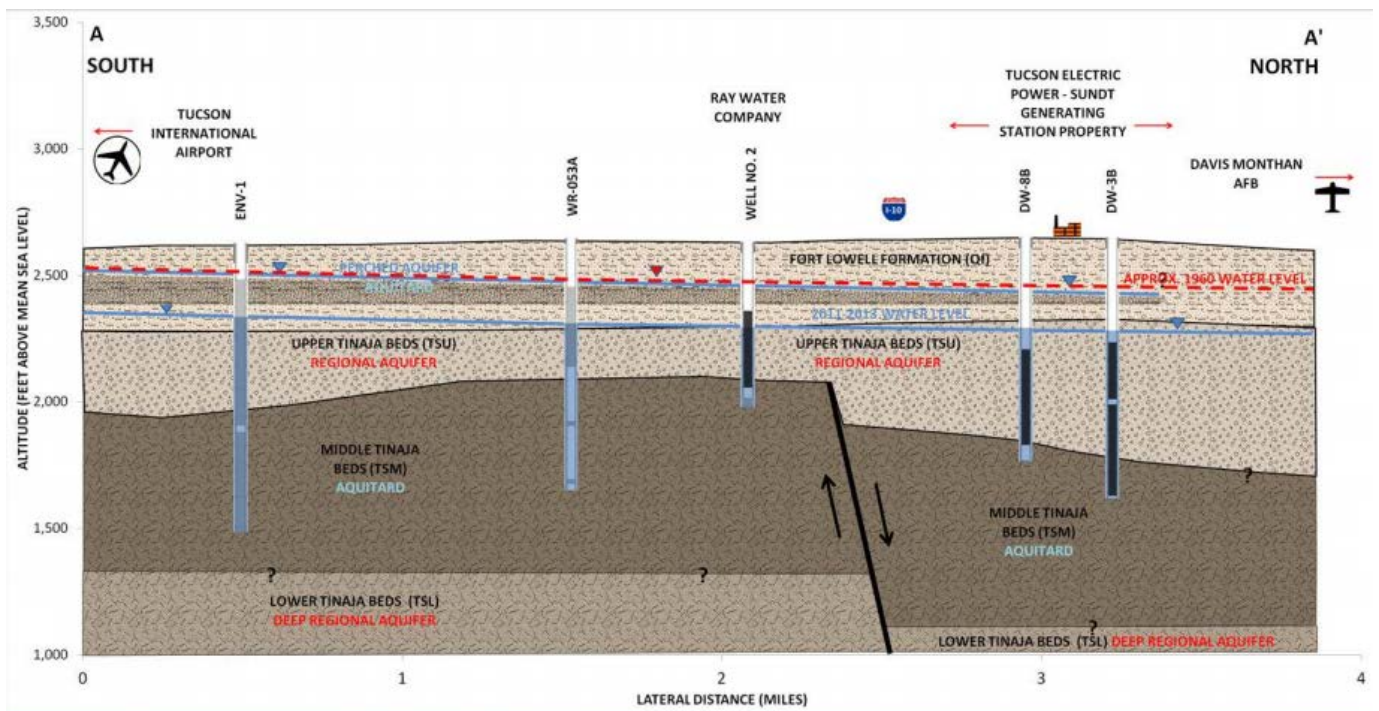 3,500
A
SOUTH
A'
NORTH
TUCSON
INTERNATIONAL
AIRPORT
RAY WATER
COMPANY
TUCSON ELECTRIC
POWER - SUNDT
GENERATING
STATION PROPERTY
DAVIS MONTHAN
AFB
3,000
ENV-1
WR-053A
WELL NO. 2
I-10
DW-8B
DW-3B
FORT LOWELL FORMATION (Qf)
PERCHED AQUIFER
AQUITARD
?
APPROX. 1960 WATER LEVEL
2,500
2011-2013 WATER LEVEL
UPPER TINAJA BEDS (TSU)
REGIONAL AQUIFER
UPPER TINAJA BEDS (TSU)
REGIONAL AQUIFER
2,000
MIDDLE TINAJA
BEDS (TSM)
AQUITARD
?
MIDDLE TINAJA
BEDS (TSM)
AQUITARD
1,500
?
?
LOWER TINAJA BEDS (TSL)
DEEP REGIONAL AQUIFER
?
LOWER TINAJA BEDS (TSL) DEEP REGIONAL AQUIFER
1,000
ALTITUDE (FEET ABOVE MEAN SEA LEVEL)
0
1
2
3
4
LATERAL DISTANCE (MILES)